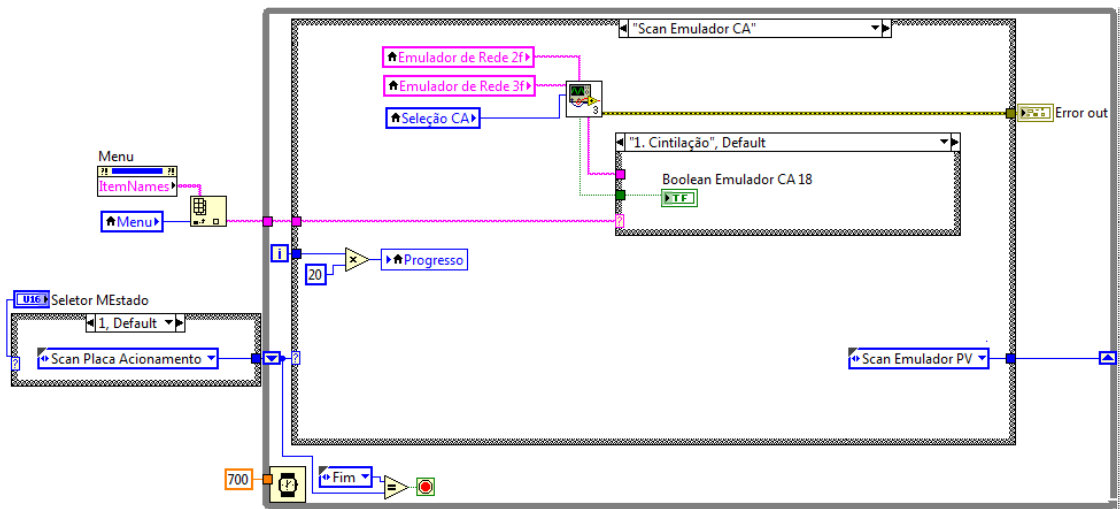 "Scan Emulador CA"
Emulador de Rede 2f
Emulador de Rede 3f
Seleção CA
3
Error out
"1. Cintilação", Default
Menu
?! ?!
ItemNames
Boolean Emulador CA 18
TF
Menu
?
i
20
Progresso
U16
Seletor MEstado
1, Default
?
Scan Placa Acionamento
?
Scan Emulador PV
700
Fim